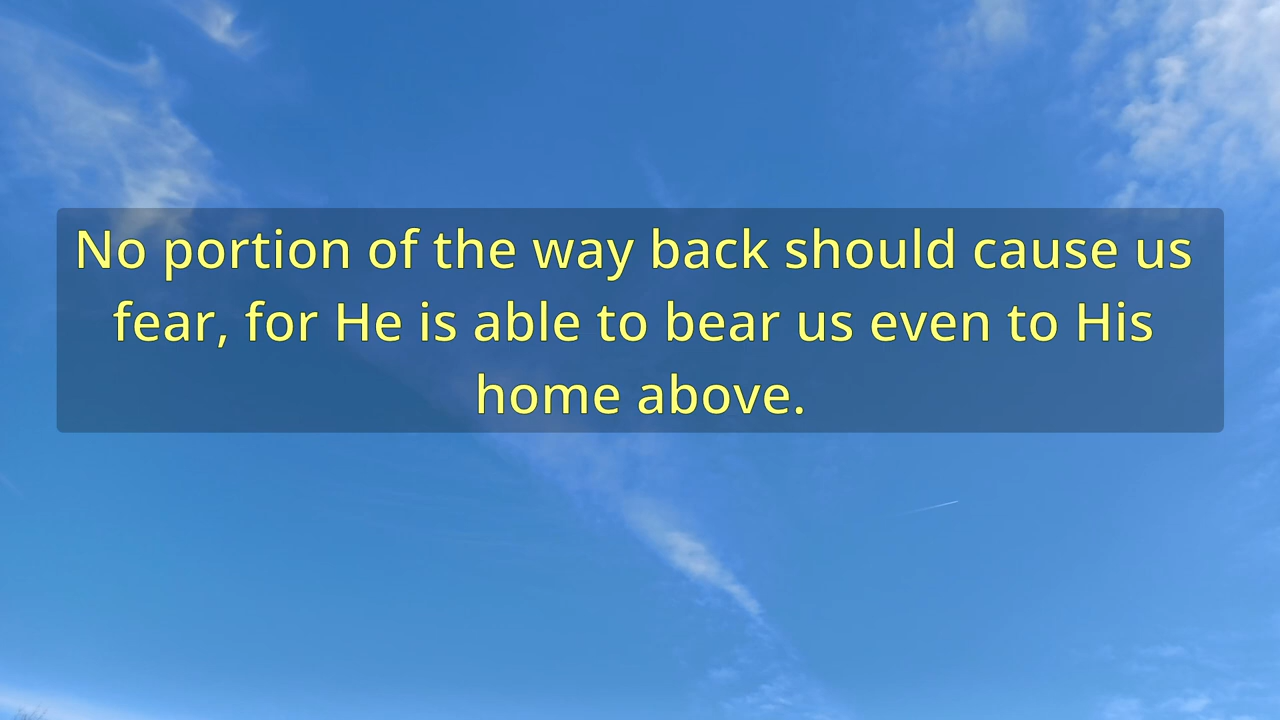 No portion of the way back should cause us
fear, for He is able to bear us even to His
home above.